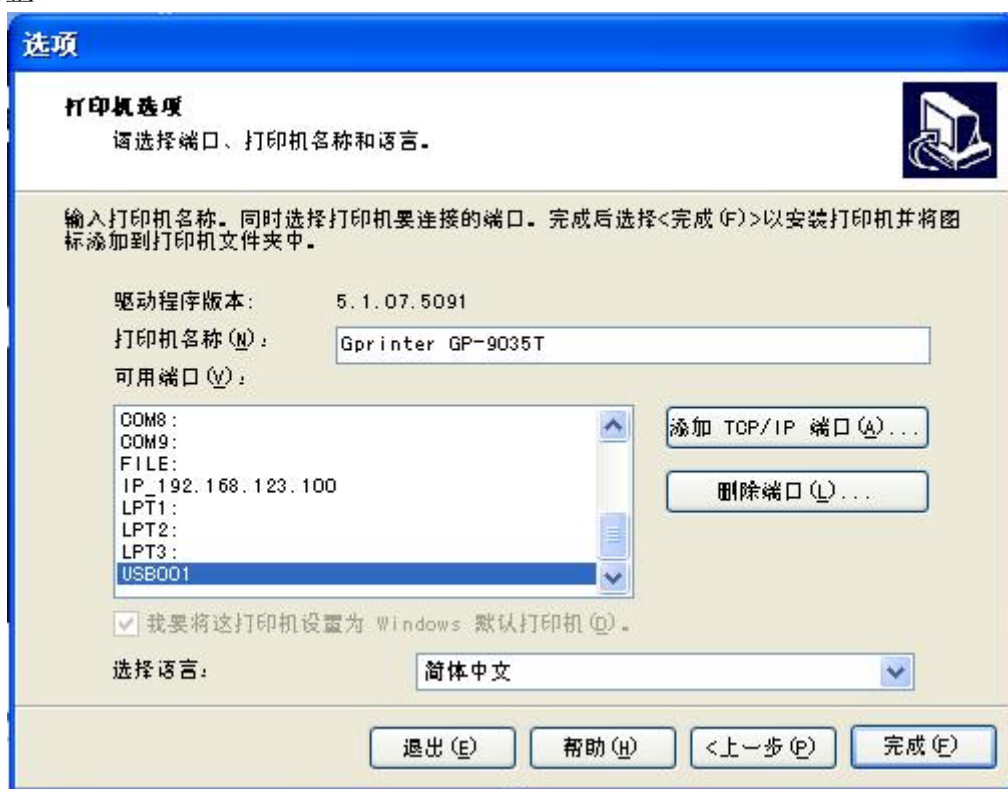 选项
打印机选项
请选择端口、打印机名称和语言。
输入打印机名称。同时选择打印机要连接的端口。完成后选择<完成(F)>以安装打印机并将图
标添加到打印机文件夹中。
驱动程序版本: 5.1.07.5091
打印机名称(N): Gprinter GP-9035T
可用端口(V):
COM8:
COM9:
FILE:
IP_192.168.123.100
LPT1:
LPT2:
LPT3:
USB001
添加 TCP/IP 端口(A)...
删除端口(L)...
我要将这打印机设置为 Windows 默认打印机(D)。
选择语言: 简体中文
退出(E) 帮助(H) <上一步(P) 完成(F)